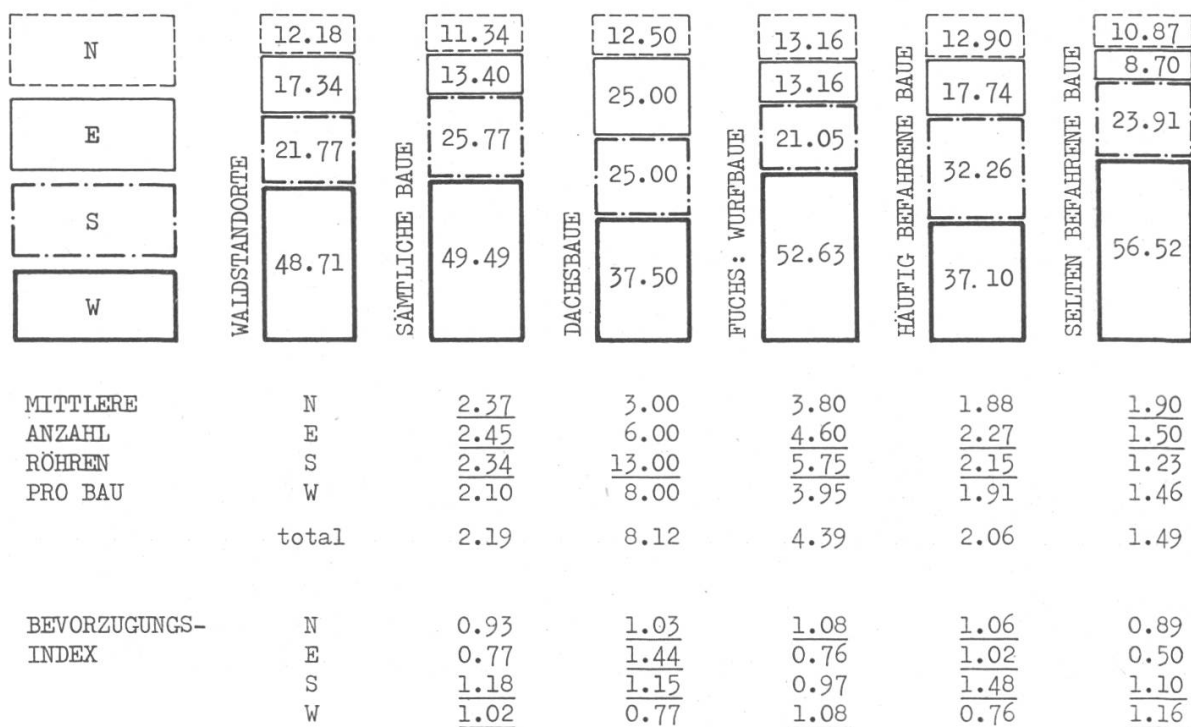 N
E
S
W
WALDSTANDORTE
12.18
17.34
21.77
48.71
SÄMTLICHE BAUE
11.34
13.40
25.77
49.49
DACHSBAUE
12.50
25.00
25.00
37.50
FUCHS: WURFBAUE
13.16
13.16
21.05
52.63
HÄUFIG BEFAHRENE BAUE
12.90
17.74
32.26
37.10
SELTEN BEFAHRENE BAUE
10.87
8.70
23.91
56.52
MITTLERE N 2.37 3.00 3.80 1.88 1.90
ANZAHL E 2.45 6.00 4.60 2.27 1.50
RÖHREN S 2.34 13.00 5.75 2.15 1.23
PRO BAU W 2.10 8.00 3.95 1.91 1.46
total 2.19 8.12 4.39 2.06 1.49
BEVORZUGUNGS- N 0.93 1.03 1.08 1.06 0.89
INDEX E 0.77 1.44 0.76 1.02 0.50
S 1.18 1.15 0.97 1.48 1.10
W 1.02 0.77 1.08 0.76 1.16